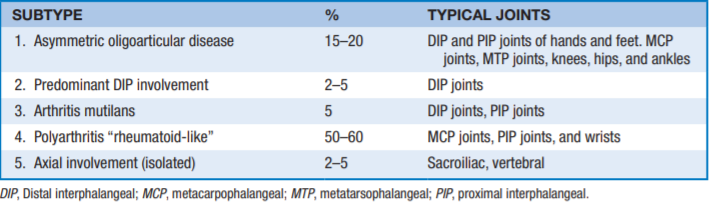 SUBTYPE % TYPICAL JOINTS
1. Asymmetric oligoarticular disease 15–20 DIP and PIP joints of hands and feet. MCP
joints, MTP joints, knees, hips, and ankles
2. Predominant DIP involvement 2–5 DIP joints
3. Arthritis mutilans 5 DIP joints, PIP joints
4. Polyarthritis “rheumatoid-like” 50–60 MCP joints, PIP joints, and wrists
5. Axial involvement (isolated) 2–5 Sacroiliac, vertebral
DIP, Distal interphalangeal; MCP, metacarpophalangeal; MTP, metatarsophalangeal; PIP, proximal interphalangeal.